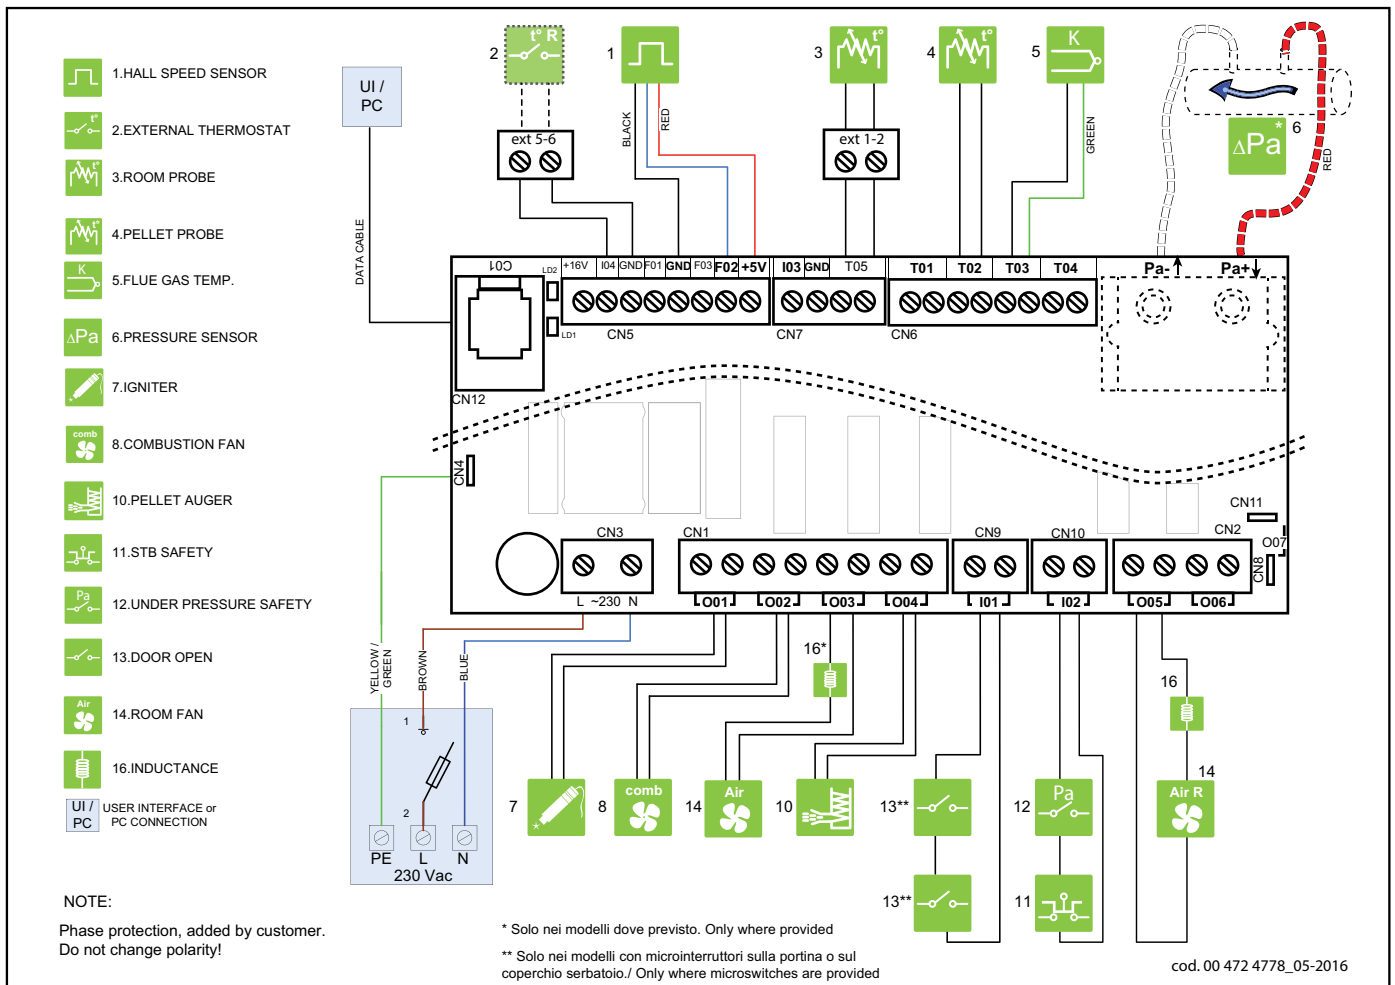 1.HALL SPEED SENSOR
t°
2.EXTERNAL THERMOSTAT
t°
3.ROOM PROBE
t°
4.PELLET PROBE
K
5.FLUE GAS TEMP.
ΔPa
6.PRESSURE SENSOR
7.IGNITER
comb
8.COMBUSTION FAN
10.PELLET AUGER
11.STB SAFETY
Pa
12.UNDER PRESSURE SAFETY
13.DOOR OPEN
Air
14.ROOM FAN
16.INDUCTANCE
UI /
PC
USER INTERFACE or
PC CONNECTION
NOTE:
Phase protection, added by customer.
Do not change polarity!
UI /
PC
DATA CABLE
2
t° R
ext 5-6
1
BLACK
RED
3
t°
ext 1-2
4
t°
5
K
GREEN
6
ΔPa
*
RED
C01
LD2
LD1
+16V I04 GND F01 GND F03 F02 +5V
I03 GND T05
T01 T02 T03 T04
Pa- Pa+
CN5
CN7
CN6
CN12
CN4
CN3
CN1
CN9
CN10
CN2
CN11
O07
CN8
L ~230 N
O01 O02 O03 O04
I01
I02
O05 O06
YELLOW /
GREEN
BROWN
BLUE
1
2
PE L N
230 Vac
16*
16
7
8
comb
14
Air
10
13**
13**
12
Pa
11
14
Air R
* Solo nei modelli dove previsto. Only where provided
** Solo nei modelli con microinterruttori sulla portina o sul
coperchio serbatoio./ Only where microswitches are provided
cod. 00 472 4778_05-2016